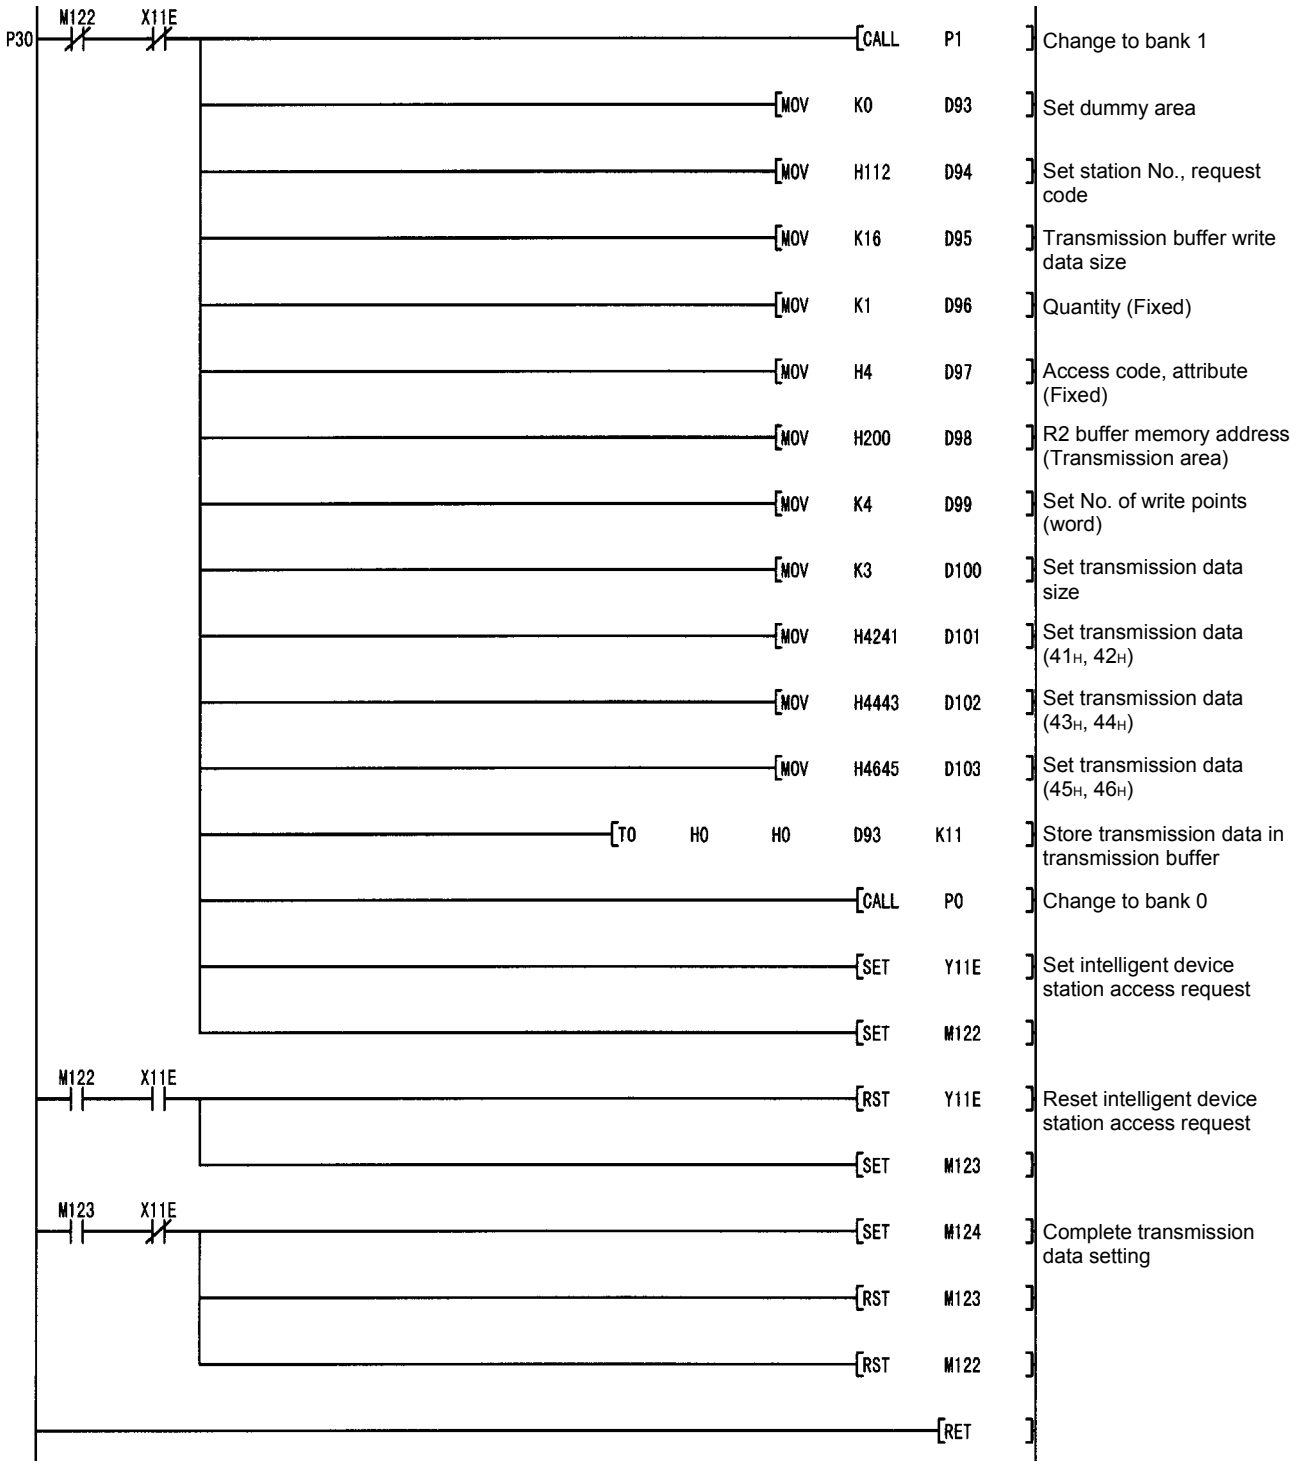 M122 X11E
P30 CALL P1 Change to bank 1
MOV K0 D93 Set dummy area
MOV H112 D94 Set station No., request
code
MOV K16 D95 Transmission buffer write
data size
MOV K1 D96 Quantity (Fixed)
MOV H4 D97 Access code, attribute
(Fixed)
MOV H200 D98 R2 buffer memory address
(Transmission area)
MOV K4 D99 Set No. of write points
(word)
MOV K3 D100 Set transmission data
size
MOV H4241 D101 Set transmission data
(41H, 42H)
MOV H4443 D102 Set transmission data
(43H, 44H)
MOV H4645 D103 Set transmission data
(45H, 46H)
TO H0 H0 D93 K11 Store transmission data in
transmission buffer
CALL P0 Change to bank 0
SET Y11E Set intelligent device
station access request
SET M122
M122 X11E
RST Y11E Reset intelligent device
station access request
SET M123
M123 X11E
SET M124 Complete transmission
data setting
RST M123
RST M122
RET